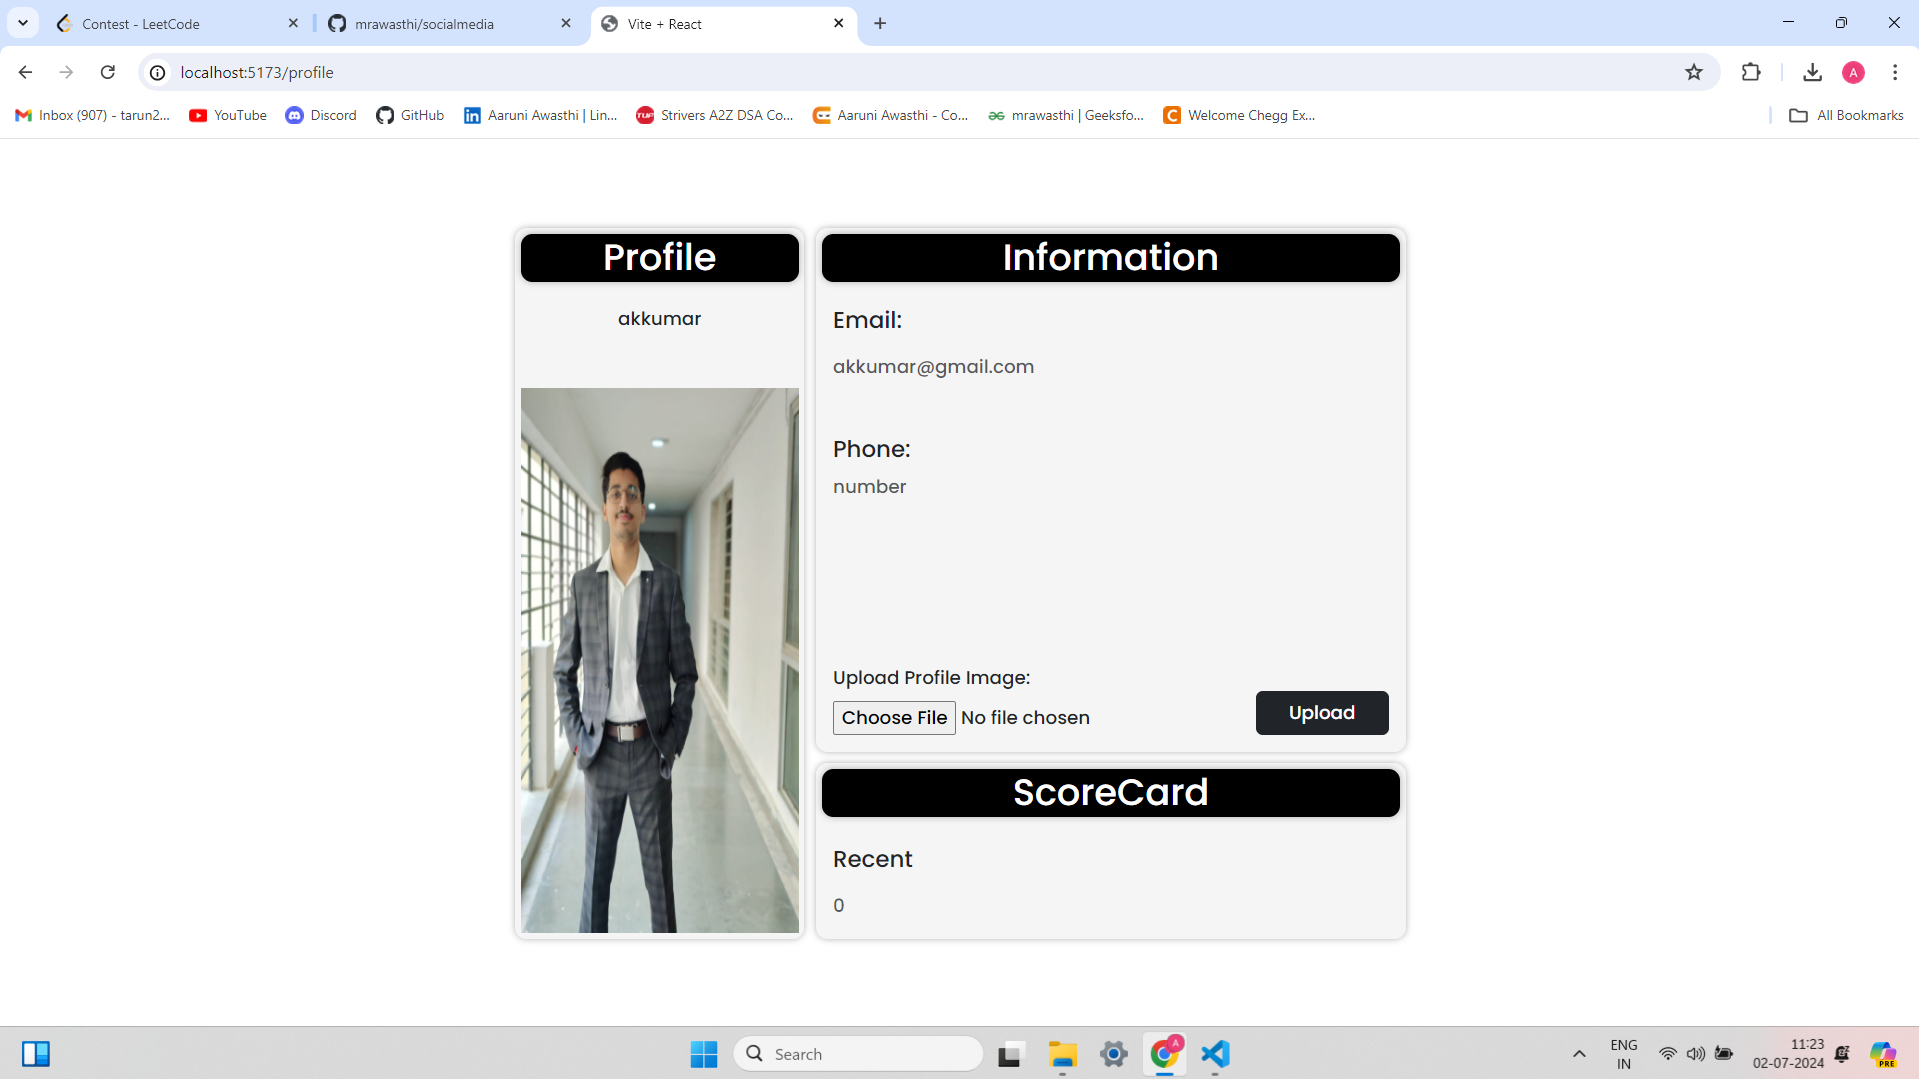 Contest - LeetCode
mrawasthi/socialmedia
Vite + React
localhost:5173/profile
A
Inbox (907) - tarun2...
YouTube
Discord
GitHub
Aaruni Awasthi | Lin...
TUF
Strivers A2Z DSA Co...
Aaruni Awasthi - Co...
mrawasthi | Geeksfo...
C
Welcome Chegg Ex...
All Bookmarks
Profile
akkumar
Information
Email:
akkumar@gmail.com
Phone:
number
Upload Profile Image:
Choose File No file chosen
Upload
ScoreCard
Recent
0
Search
A
ENG
IN
11:23
02-07-2024
PRE